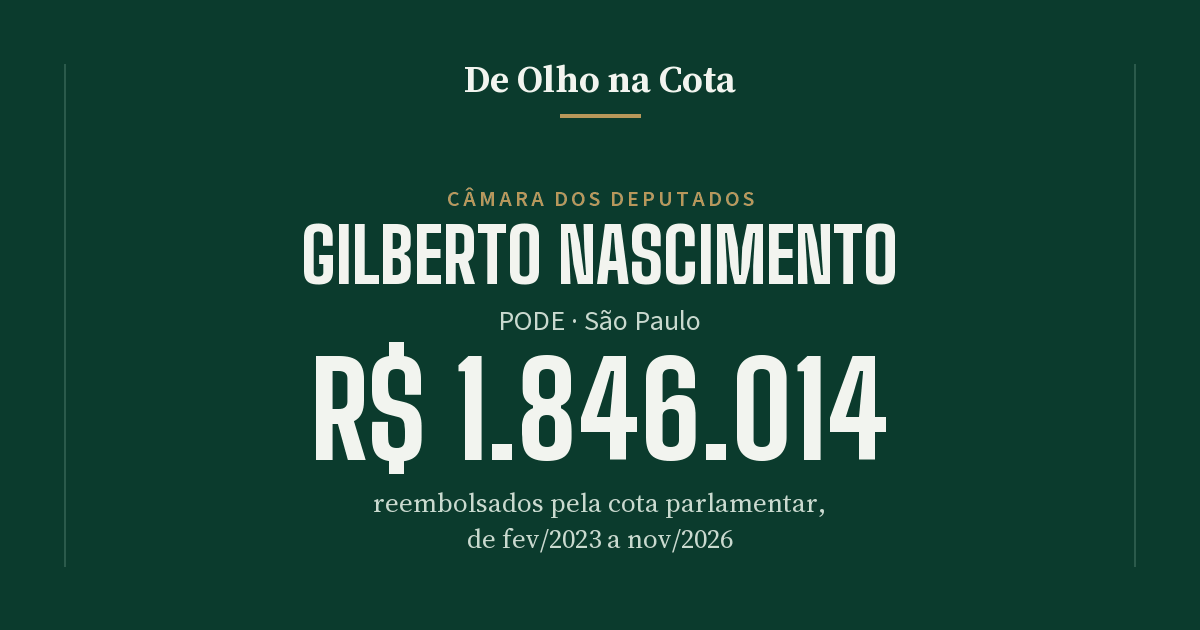 De Olho na Cota
CÂMARA DOS DEPUTADOS
GILBERTO NASCIMENTO
PODE · São Paulo
R$ 1.846.014
reembolsados pela cota parlamentar,
de fev/2023 a nov/2026